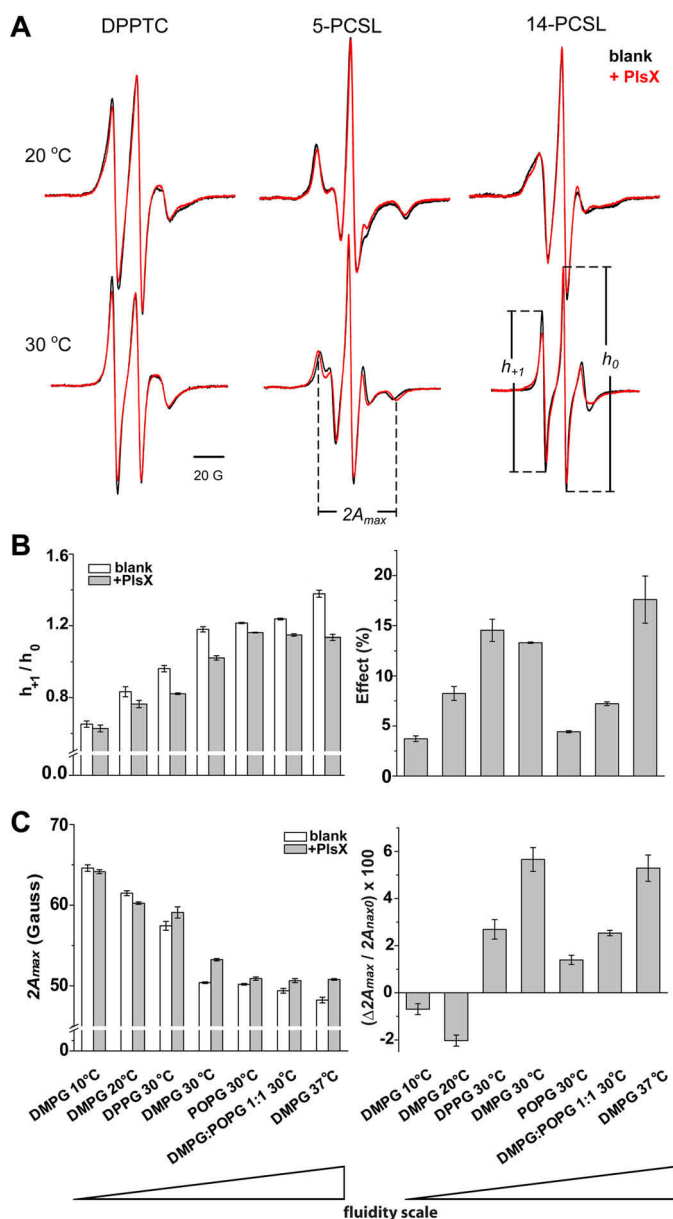 A
DPPTC
5-PCSL
14-PCSL
blank
+ PlsX
20 °C
30 °C
h+1
h0
20 G
2Amax
B
1.6
1.2
0.8
0.0
h+1 / h0
blank
+PlsX
20
15
10
5
0
Effect (%)
C
70
60
50
0
2Amax (Gauss)
blank
+PlsX
6
4
2
0
-2
(Δ2Amax / 2Anax0) x 100
DMPG 10°C
DMPG 20°C
DPPG 30 °C
DMPG 30 °C
POPG 30°C
DMPG:POPG 1:1 30°C
DMPG 37°C
DMPG 10°C
DMPG 20°C
DPPG 30 °C
DMPG 30 °C
POPG 30°C
DMPG:POPG 1:1 30°C
DMPG 37°C
fluidity scale